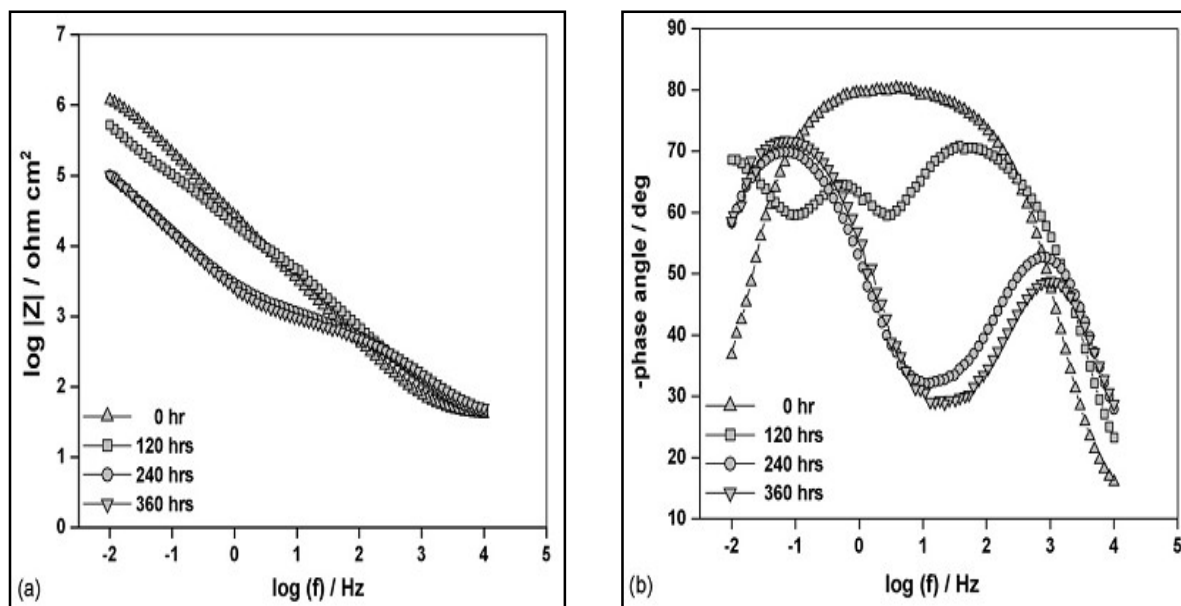 7
6
5
4
3
2
1
0
log |Z| / ohm cm²
0 hr
120 hrs
240 hrs
360 hrs
-2 -1 0 1 2 3 4 5
(a) log (f) / Hz
90
80
70
60
50
40
30
20
10
-phase angle / deg
0 hr
120 hrs
240 hrs
360 hrs
-2 -1 0 1 2 3 4 5
(b) log (f) / Hz